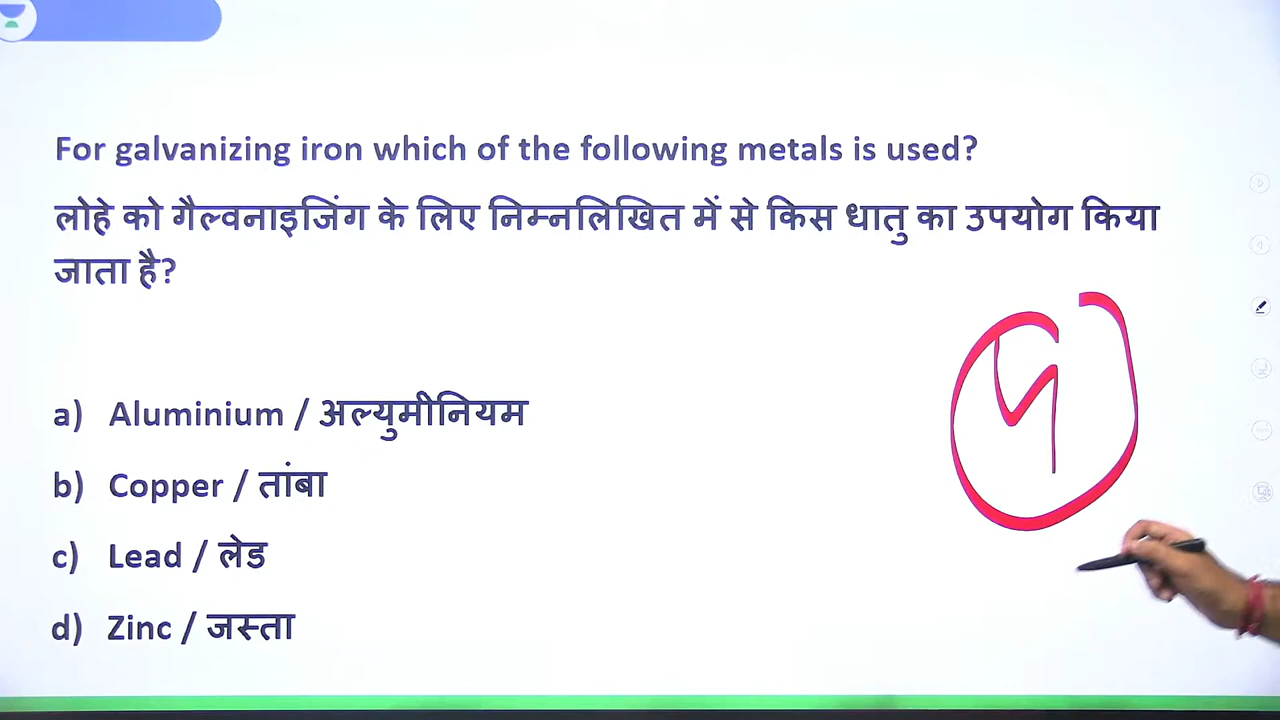 For galvanizing iron which of the following metals is used?
लोहे को गैल्वनाइजिंग के लिए निम्नलिखित में से किस धातु का उपयोग किया
जाता है?
a) Aluminium / अल्युमीनियम
b) Copper / तांबा
c) Lead / लेड
d) Zinc / जस्ता